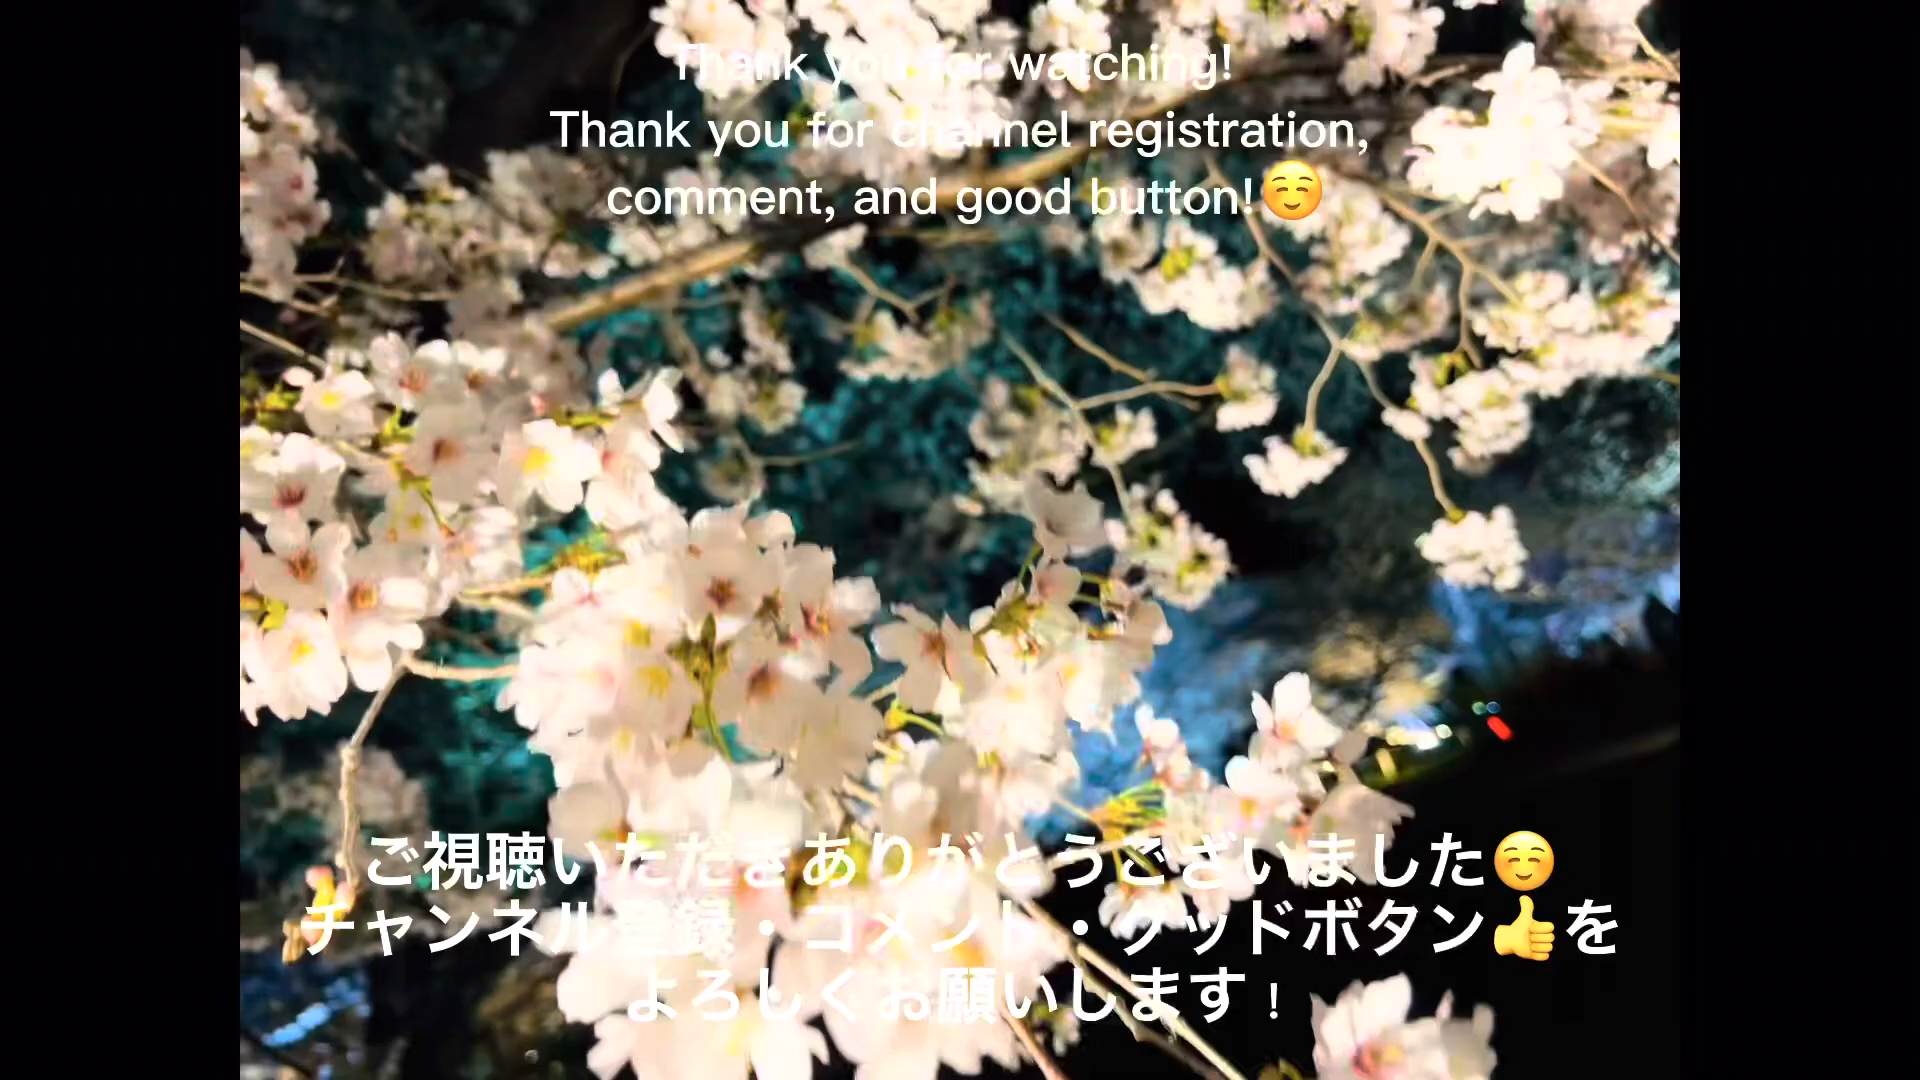 Thank you for watching!
Thank you for channel registration,
comment, and good button!☺️
ご視聴いただきありがとうございました☺️
チャンネル登録・コメント・グッドボタン👍を
よろしくお願いします！